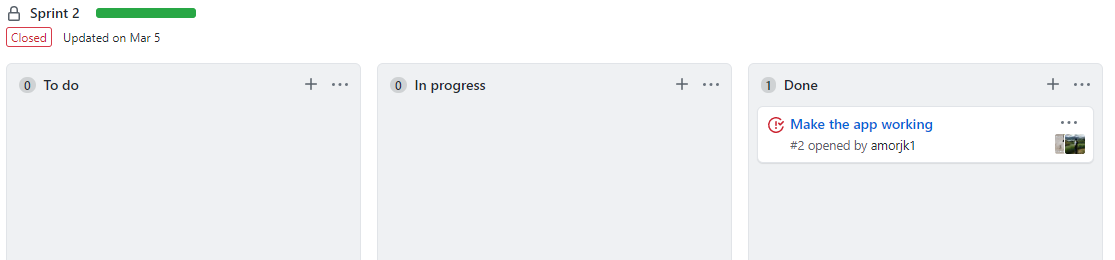 Sprint 2
Closed Updated on Mar 5
0 To do
0 In progress
1 Done
Make the app working
#2 opened by amorjk1